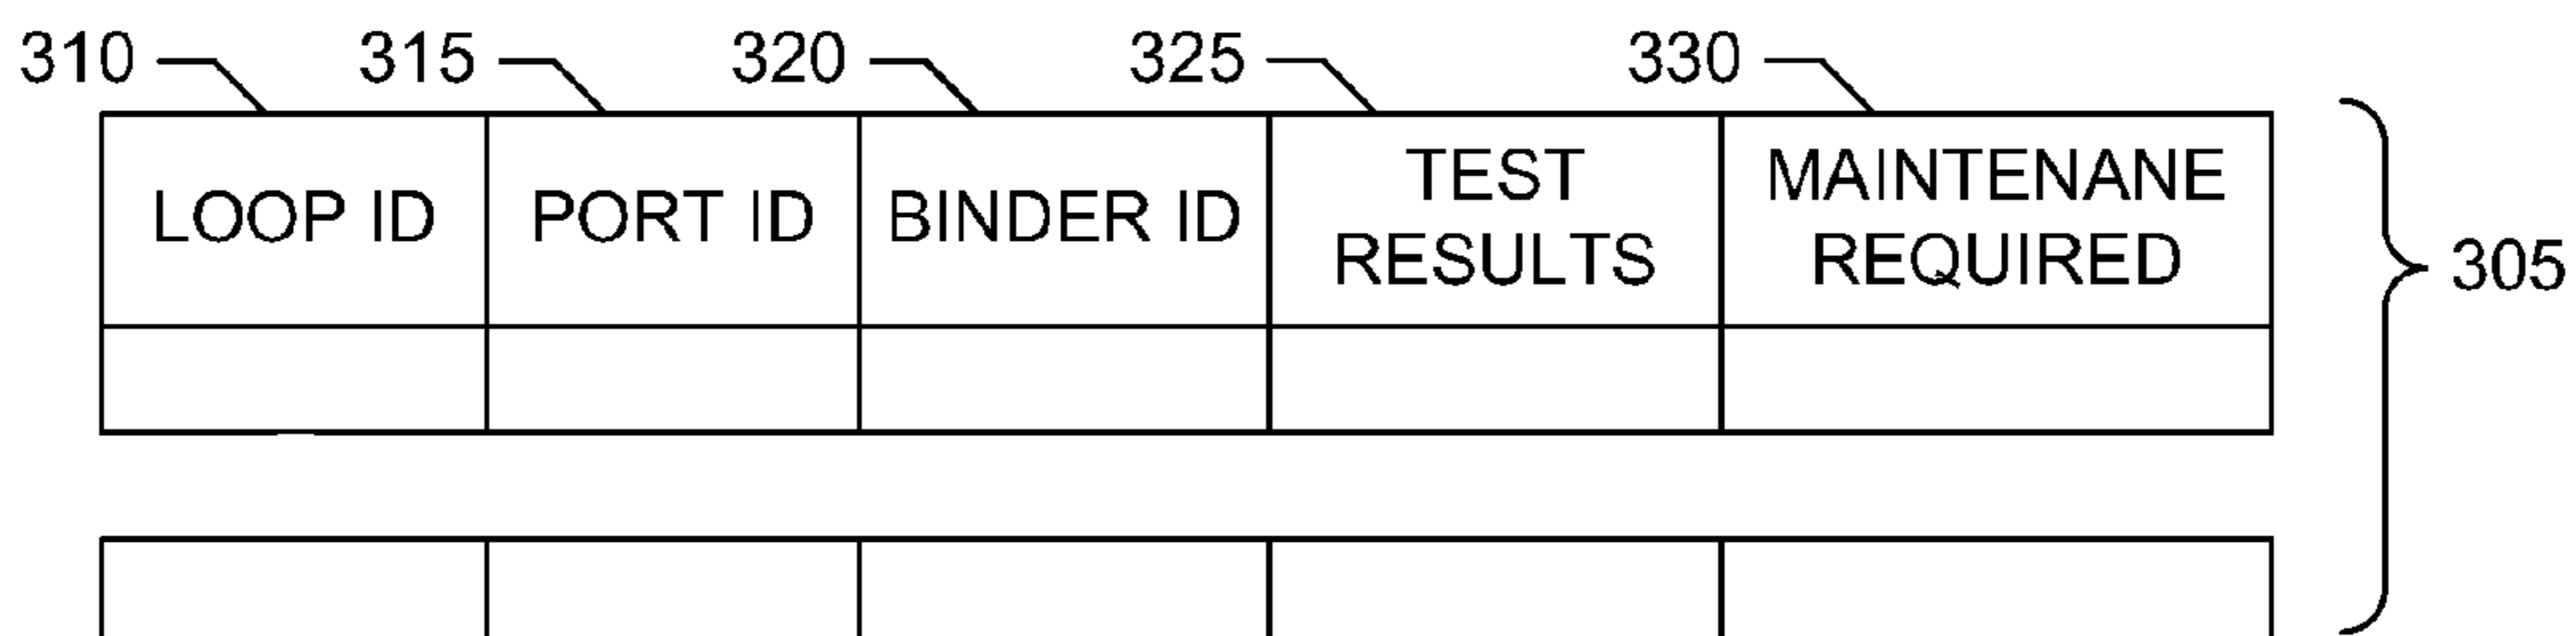 310 315 320 325 330
LOOP ID PORT ID BINDER ID TEST RESULTS MAINTENANE REQUIRED
305